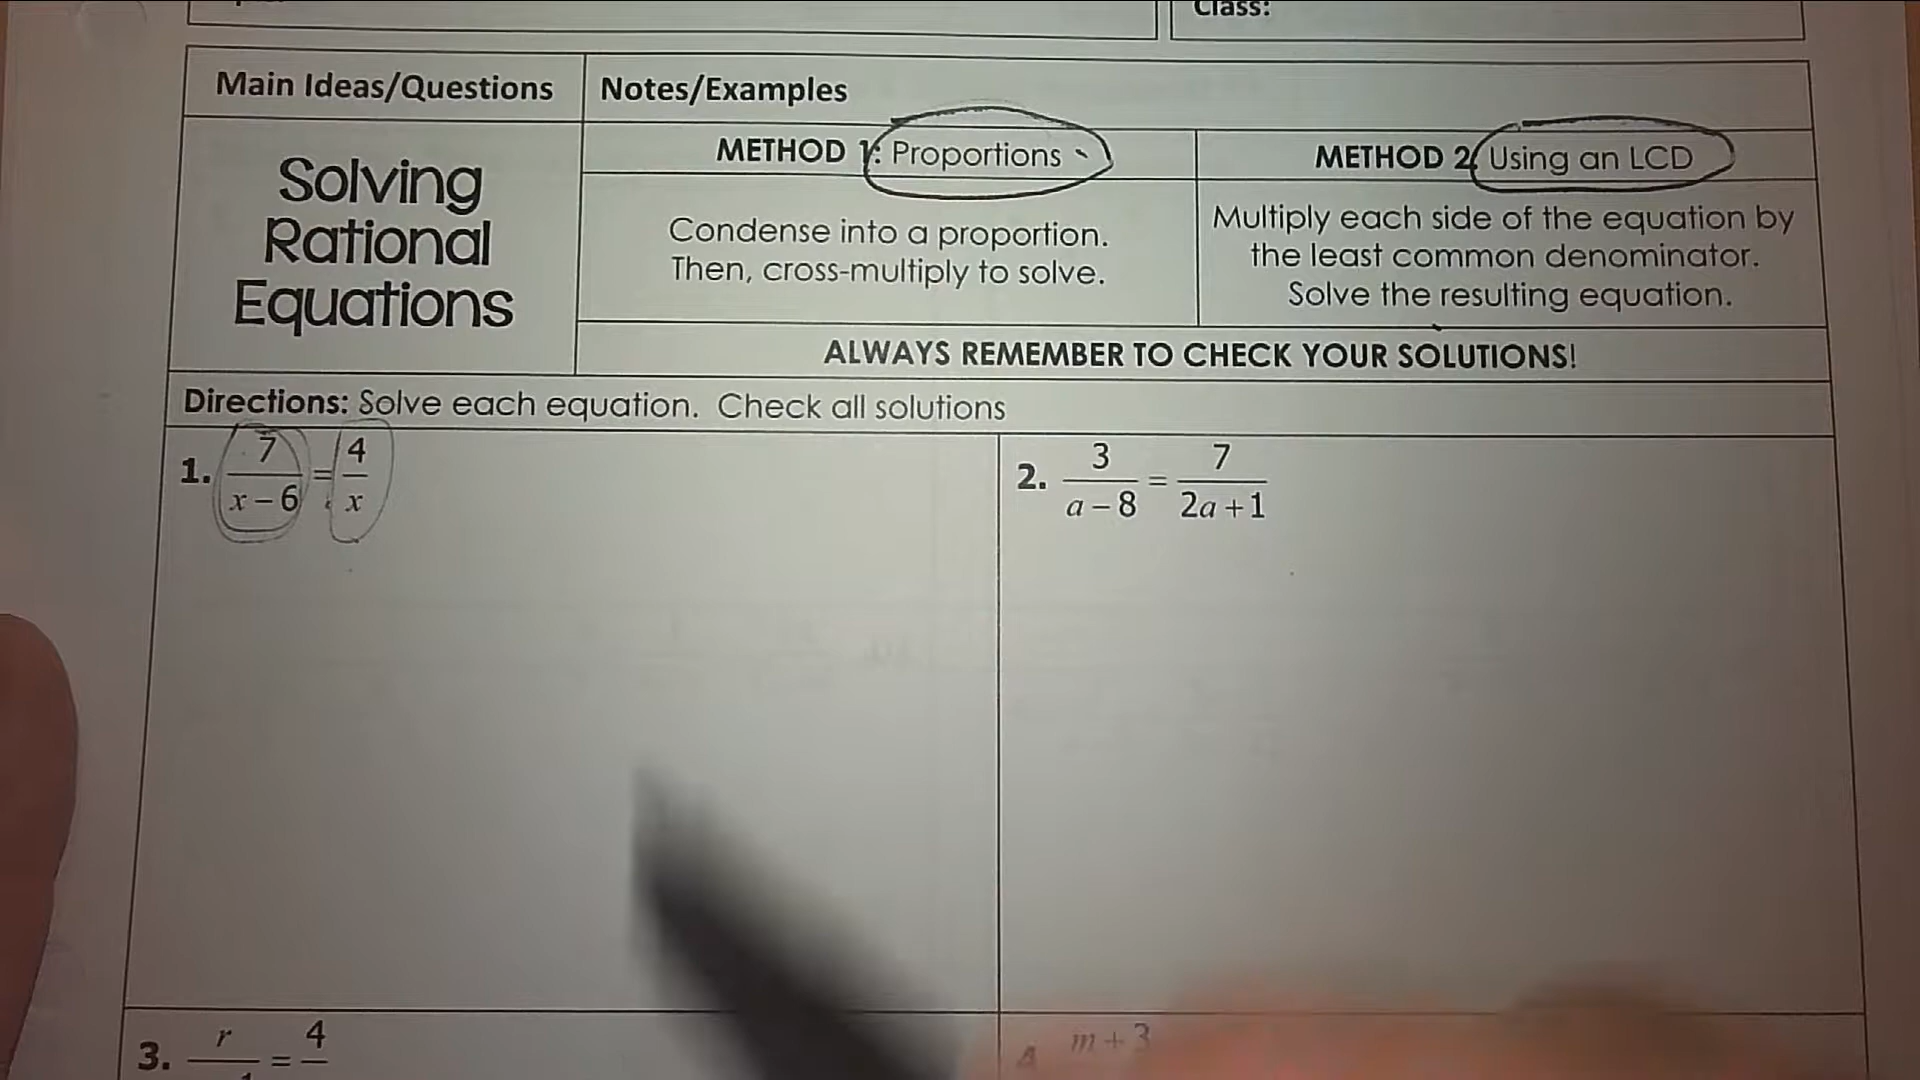 Class:
Main Ideas/Questions
Notes/Examples
METHOD 1: Proportions
METHOD 2: Using an LCD
Solving
Rational
Equations
Condense into a proportion.
Then, cross-multiply to solve.
Multiply each side of the equation by
the least common denominator.
Solve the resulting equation.
ALWAYS REMEMBER TO CHECK YOUR SOLUTIONS!
Directions: Solve each equation. Check all solutions
1. 7/(x – 6) = 4/x
2. 3/(a – 8) = 7/(2a + 1)
3. r = 4
4. m + 3